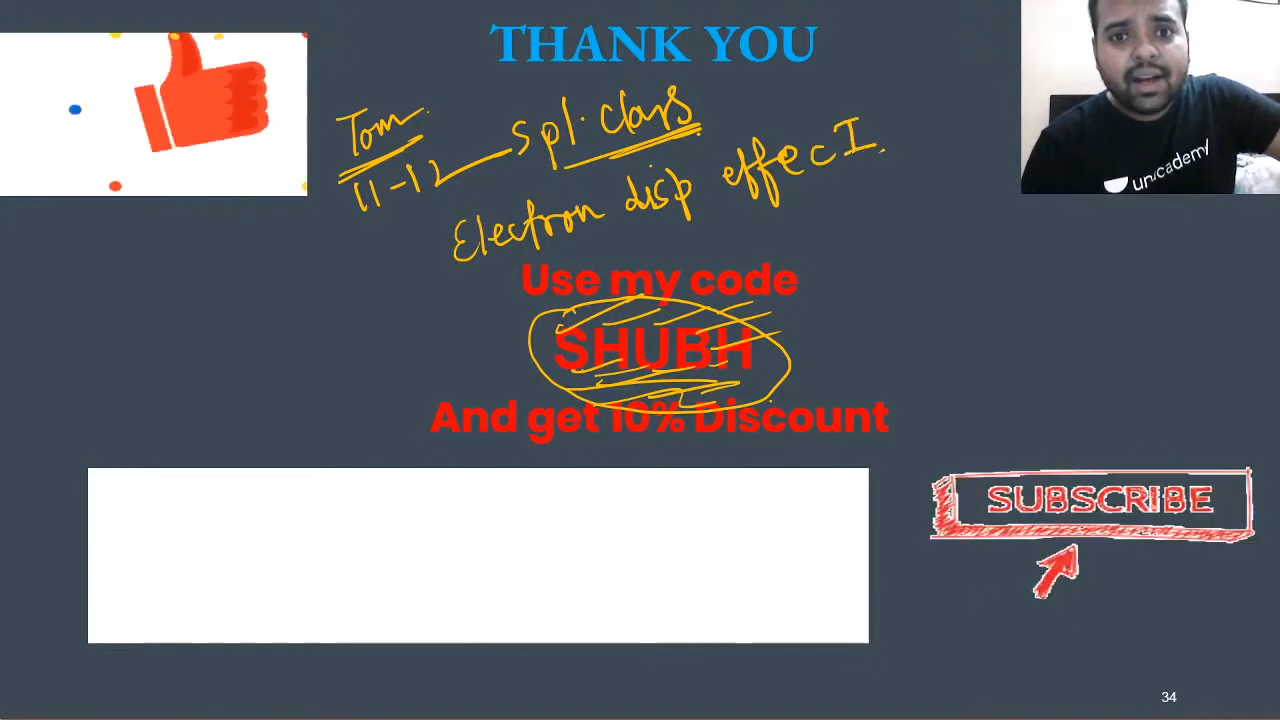 THANK YOU
Tom
11-12 Spl. class
Electron disp effect I.
Use my code
SHUBH
And get 10% Discount
SUBSCRIBE
unacademy
34